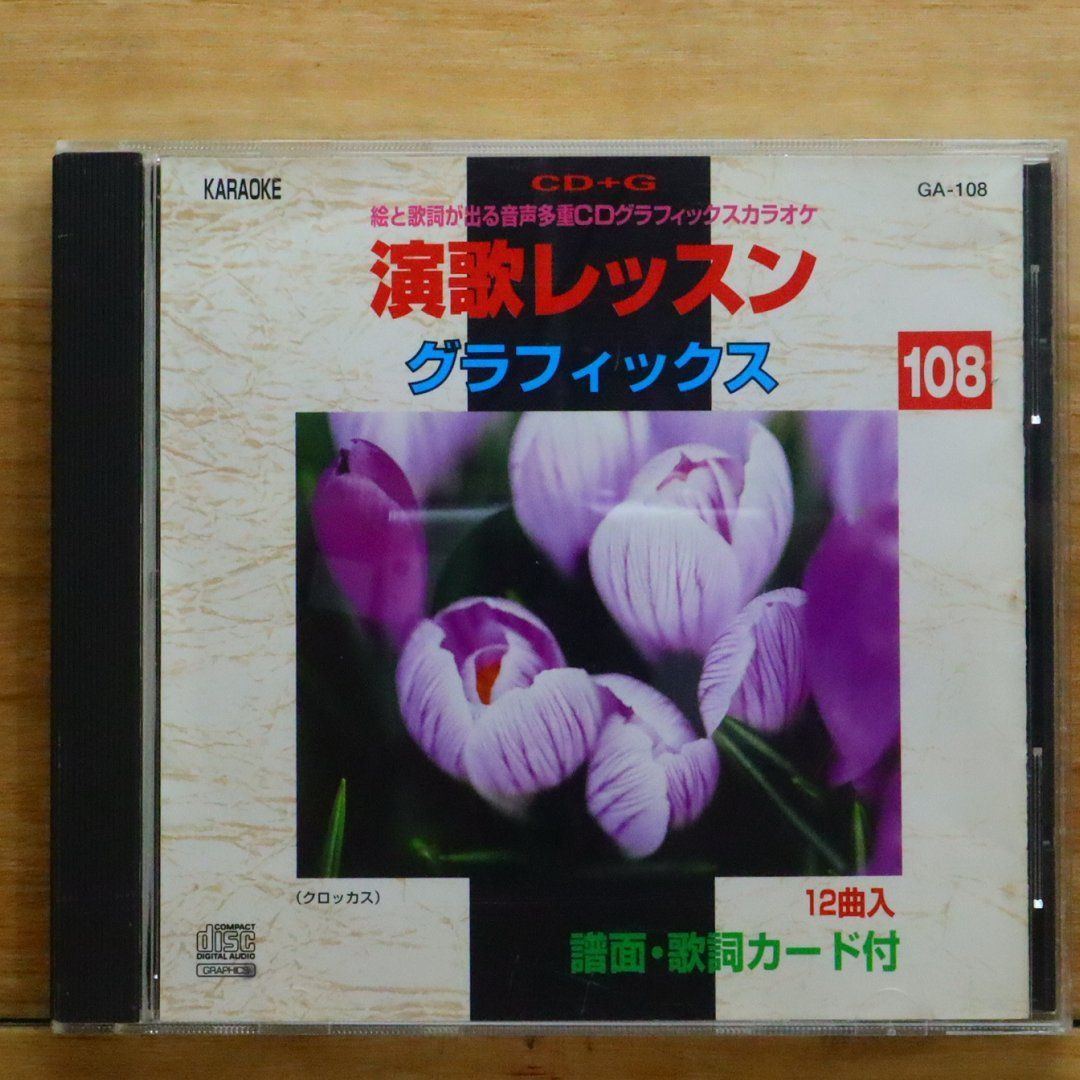 KARAOKE
CD+G
GA-108
絵と歌詞が出る音声多重CDグラフィックスカラオケ
演歌レッスン
グラフィックス
108
(クロッカス)
12曲入
譜面・歌詞カード付
COMPACT
disc
DIGITAL AUDIO
GRAPHICS